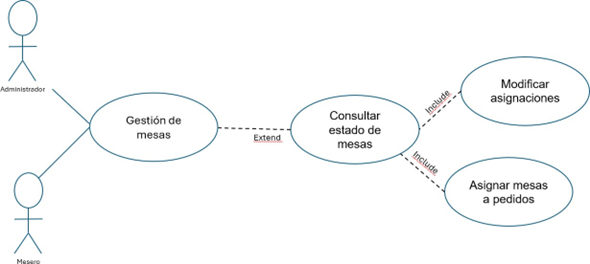 Administrador
Gestión de
mesas
Extend
Consultar
estado de
mesas
Include
Modificar
asignaciones
Include
Asignar mesas
a pedidos
Mesero